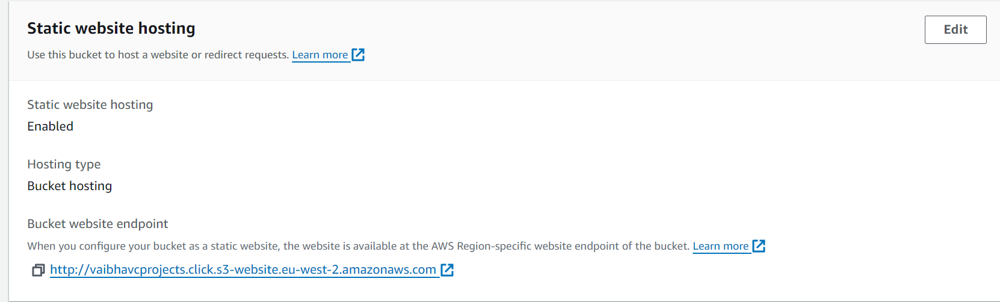 Static website hosting
Edit
Use this bucket to host a website or redirect requests. Learn more
Static website hosting
Enabled
Hosting type
Bucket hosting
Bucket website endpoint
When you configure your bucket as a static website, the website is available at the AWS Region-specific website endpoint of the bucket. Learn more
http://vaibhavcprojects.click.s3-website.eu-west-2.amazonaws.com